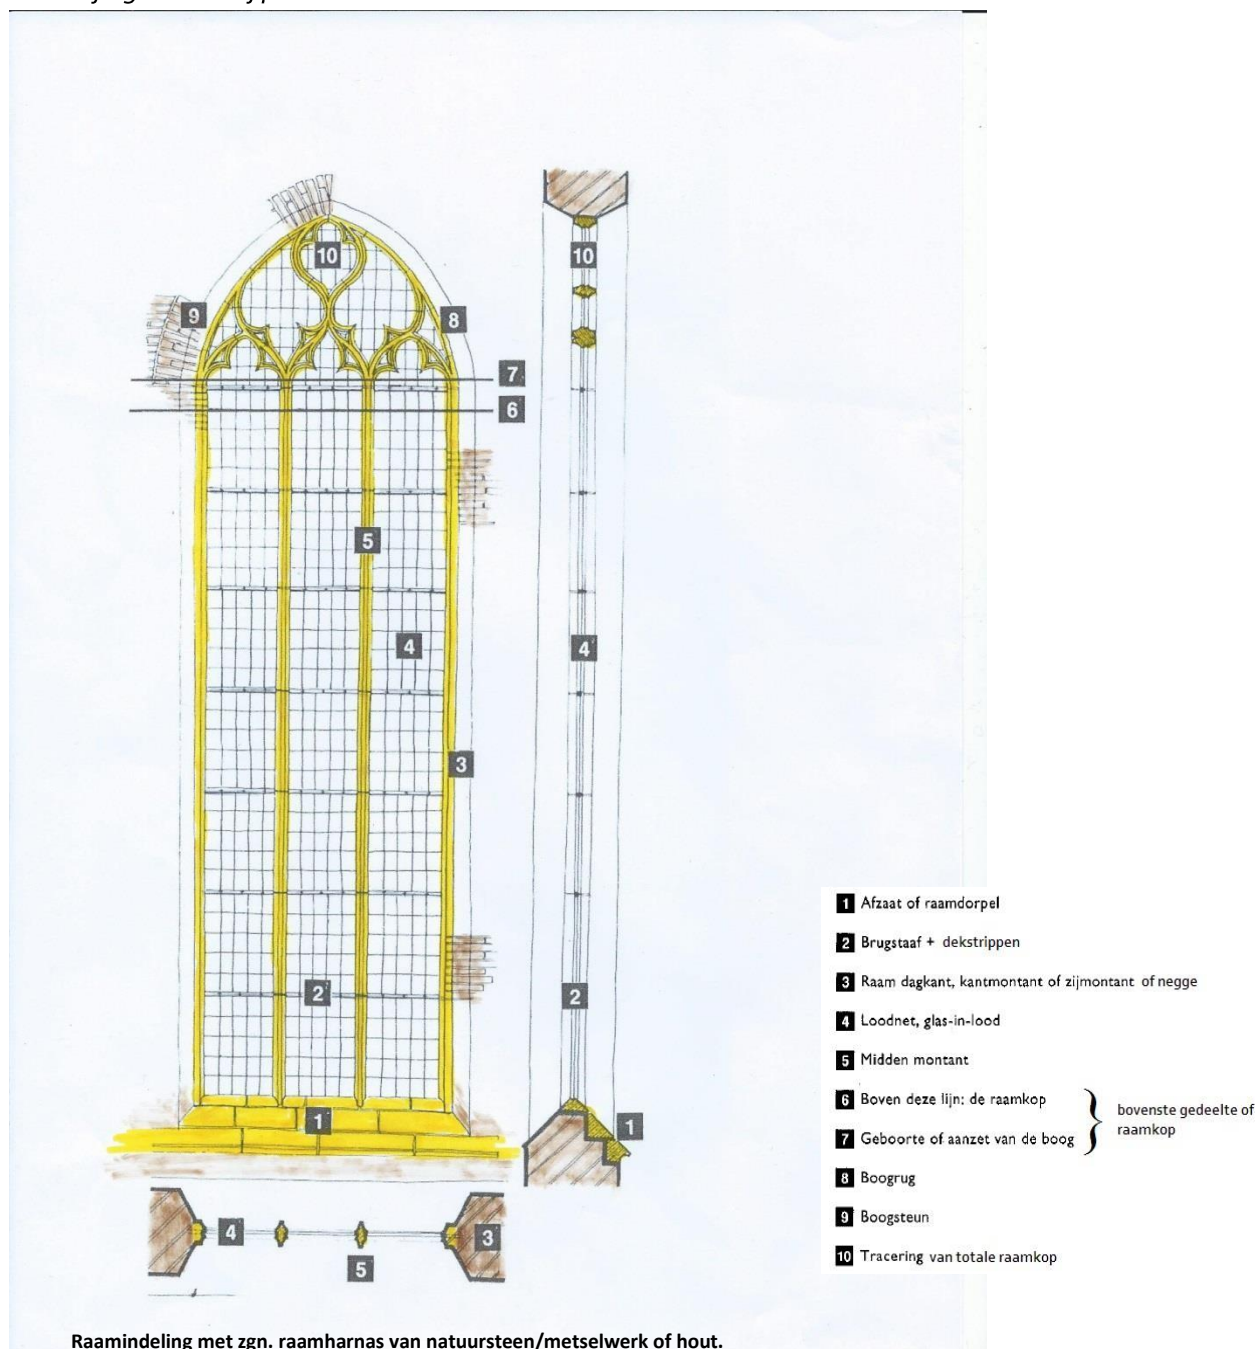 10
10
9
8
7
6
5
4
4
3
2
2
1
1
4
3
5
1 Afzaat of raamdorpel
2 Brugstaaf + dekstrippen
3 Raam dagkant, kantmontant of zijmontant of negge
4 Loodnet, glas-in-lood
5 Midden montant
6 Boven deze lijn: de raamkop
7 Geboorte of aanzet van de boog
bovenste gedeelte of
raamkop
8 Boogrug
9 Boogsteun
10 Tracering van totale raamkop
Raamindeling met zgn. raamharnas van natuursteen/metselwerk of hout.